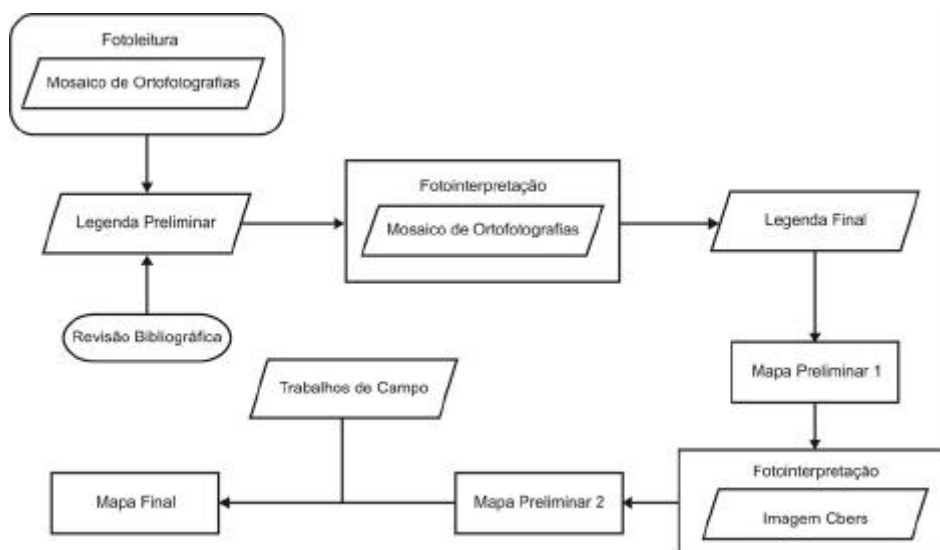 Fotoleitura
Mosaico de Ortofotografias
Legenda Preliminar
Revisão Bibliográfica
Fotointerpretação
Mosaico de Ortofotografias
Legenda Final
Mapa Preliminar 1
Fotointerpretação
Imagem Cbers
Mapa Preliminar 2
Trabalhos de Campo
Mapa Final